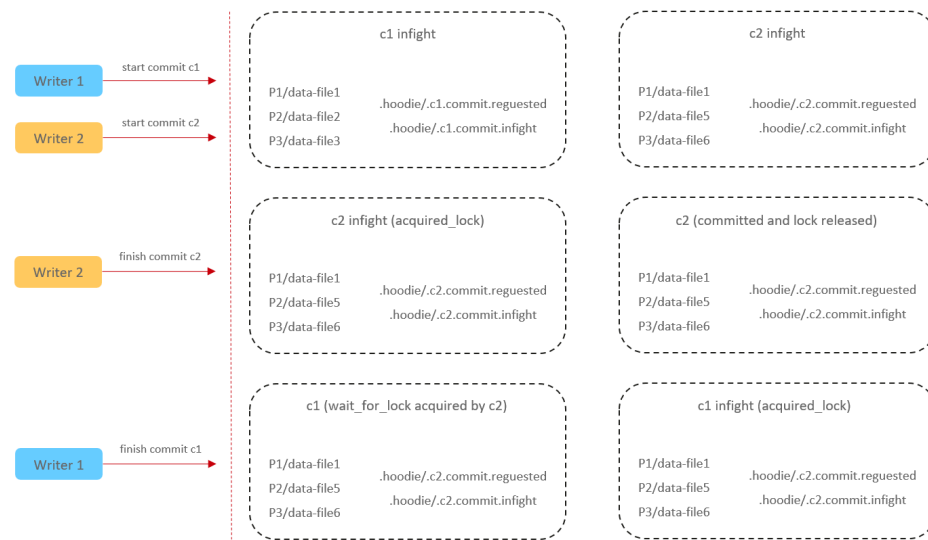 c1 infight
c2 infight
Writer 1
start commit c1
Writer 2
start commit c2
P1/data-file1
P2/data-file2
P3/data-file3
.hoodie/.c1.commit.reguested
.hoodie/.c1.commit.infight
P1/data-file1
P2/data-file5
P3/data-file6
.hoodie/.c2.commit.reguested
.hoodie/.c2.commit.infight
c2 infight (acquired_lock)
c2 (committed and lock released)
Writer 2
finish commit c2
P1/data-file1
P2/data-file5
P3/data-file6
.hoodie/.c2.commit.reguested
.hoodie/.c2.commit.infight
P1/data-file1
P2/data-file5
P3/data-file6
.hoodie/.c2.commit.reguested
.hoodie/.c2.commit.infight
c1 (wait_for_lock acquired by c2)
c1 infight (acquired_lock)
Writer 1
finish commit c1
P1/data-file1
P2/data-file5
P3/data-file6
.hoodie/.c2.commit.reguested
.hoodie/.c2.commit.infight
P1/data-file1
P2/data-file5
P3/data-file6
.hoodie/.c2.commit.reguested
.hoodie/.c2.commit.infight